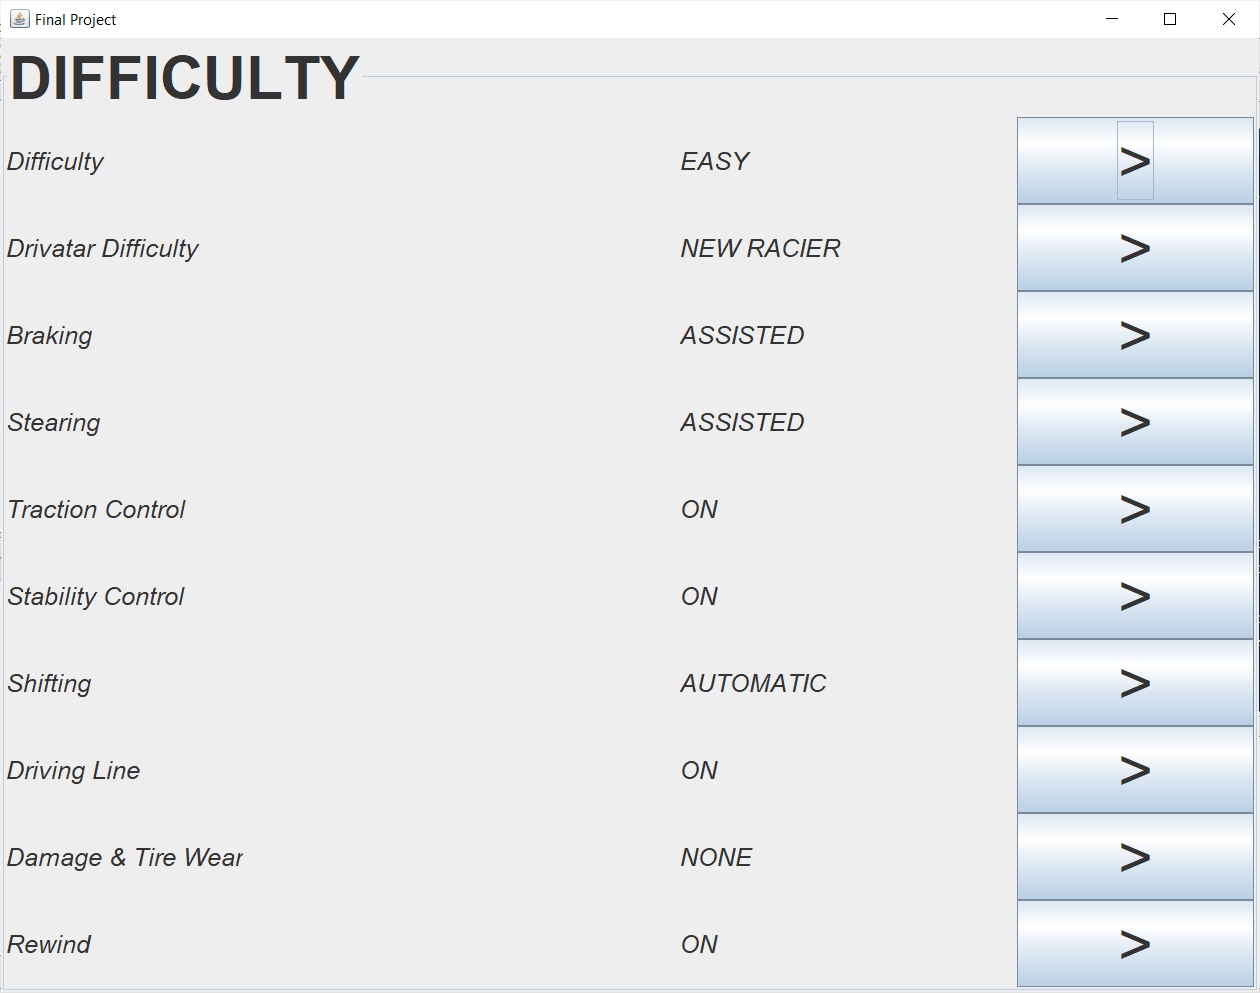 Final Project
DIFFICULTY
Difficulty EASY >
Drivatar Difficulty NEW RACIER >
Braking ASSISTED >
Stearing ASSISTED >
Traction Control ON >
Stability Control ON >
Shifting AUTOMATIC >
Driving Line ON >
Damage & Tire Wear NONE >
Rewind ON >